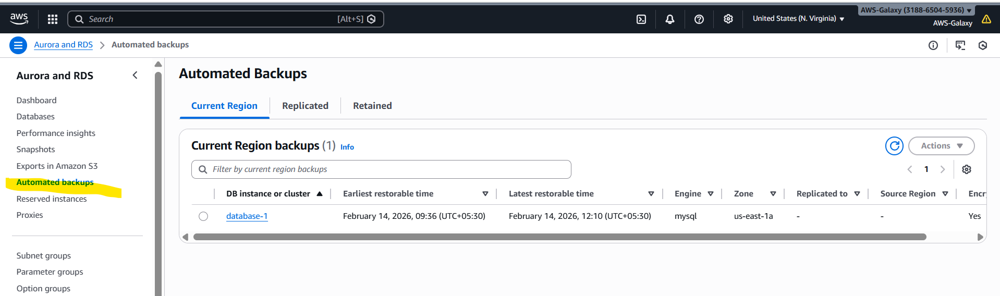 aws
Search [Alt+S]
United States (N. Virginia)
AWS-Galaxy (3188-6504-5936)
AWS-Galaxy
Aurora and RDS Automated backups
Aurora and RDS
Dashboard
Databases
Performance insights
Snapshots
Exports in Amazon S3
Automated backups
Reserved instances
Proxies
Subnet groups
Parameter groups
Option groups
Automated Backups
Current Region Replicated Retained
Current Region backups (1) Info
Actions
Filter by current region backups
1
DB instance or cluster Earliest restorable time Latest restorable time Engine Zone Replicated to Source Region Encr
database-1 February 14, 2026, 09:36 (UTC+05:30) February 14, 2026, 12:10 (UTC+05:30) mysql us-east-1a - - Yes